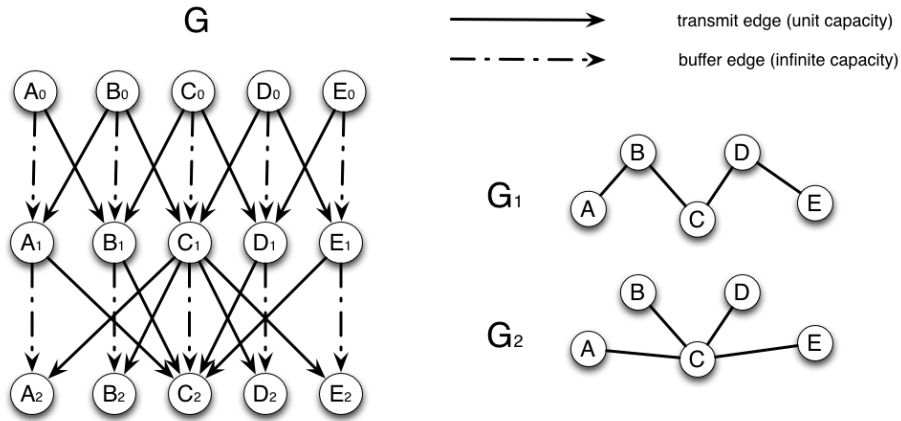 G
transmit edge (unit capacity)
buffer edge (infinite capacity)
A0 B0 C0 D0 E0
A1 B1 C1 D1 E1
A2 B2 C2 D2 E2
G1
B D
A C E
G2
B D
A C E